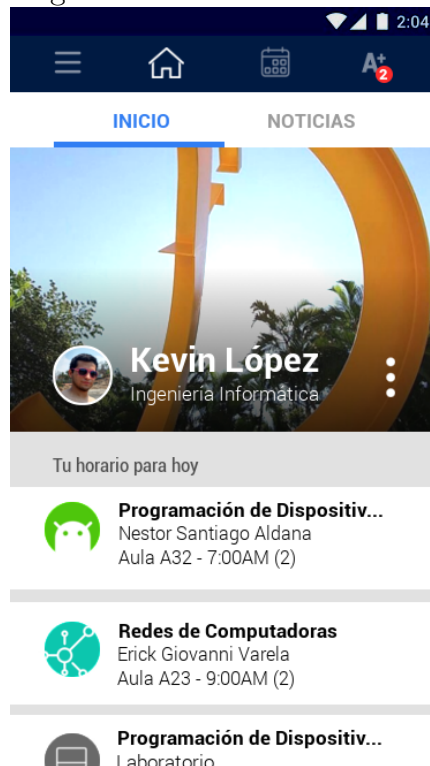 2:04
A+
2
INICIO
NOTICIAS
Kevin López
Ingeniería Informática
Tu horario para hoy
Programación de Dispositiv...
Nestor Santiago Aldana
Aula A32 - 7:00AM (2)
Redes de Computadoras
Erick Giovanni Varela
Aula A23 - 9:00AM (2)
Programación de Dispositiv...
Laboratorio